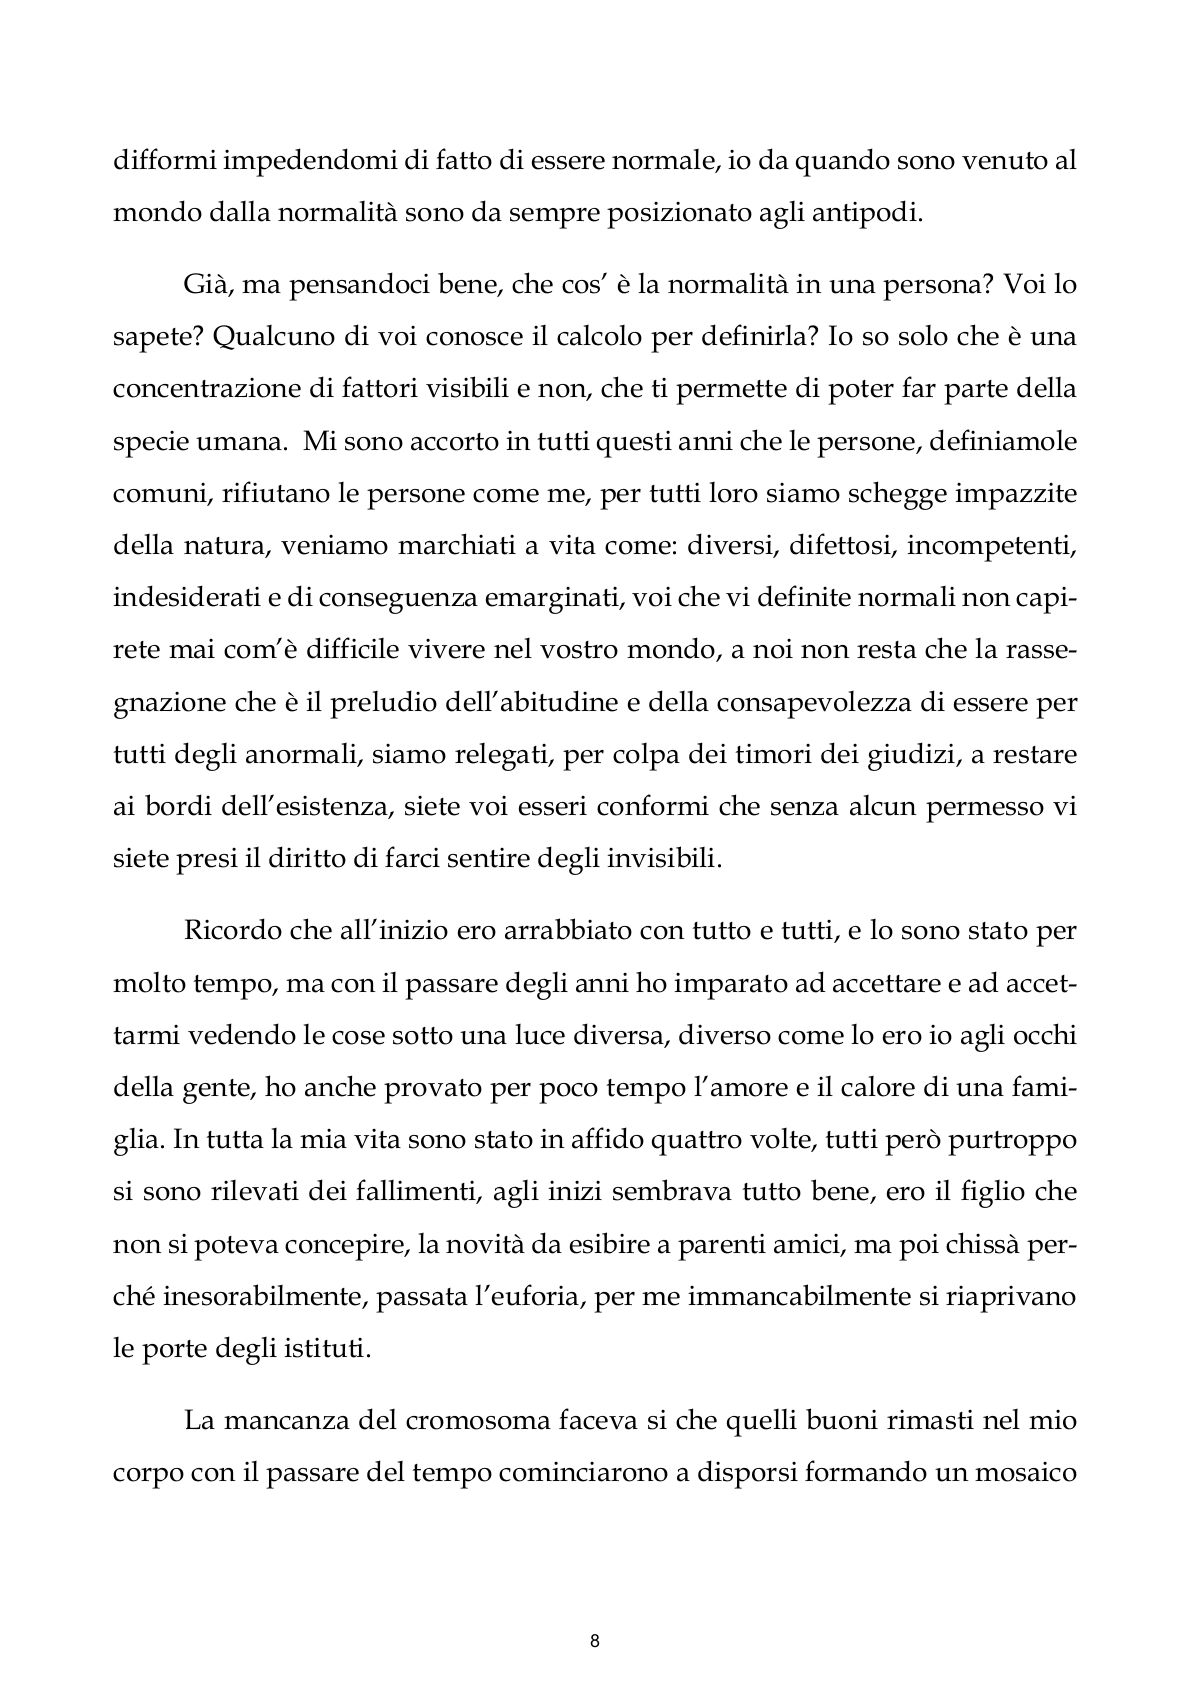 difformi impedendomi di fatto di essere normale, io da quando sono venuto al
mondo dalla normalità sono da sempre posizionato agli antipodi.
Già, ma pensandoci bene, che cos’ è la normalità in una persona? Voi lo
sapete? Qualcuno di voi conosce il calcolo per definirla? Io so solo che è una
concentrazione di fattori visibili e non, che ti permette di poter far parte della
specie umana.  Mi sono accorto in tutti questi anni che le persone, definiamole
comuni, rifiutano le persone come me, per tutti loro siamo schegge impazzite
della natura, veniamo marchiati a vita come: diversi, difettosi, incompetenti,
indesiderati e di conseguenza emarginati, voi che vi definite normali non capi-
rete mai com’è difficile vivere nel vostro mondo, a noi non resta che la rasse-
gnazione che è il preludio dell’abitudine e della consapevolezza di essere per
tutti degli anormali, siamo relegati, per colpa dei timori dei giudizi, a restare
ai bordi dell’esistenza, siete voi esseri conformi che senza alcun permesso vi
siete presi il diritto di farci sentire degli invisibili.
Ricordo che all’inizio ero arrabbiato con tutto e tutti, e lo sono stato per
molto tempo, ma con il passare degli anni ho imparato ad accettare e ad accet-
tarmi vedendo le cose sotto una luce diversa, diverso come lo ero io agli occhi
della gente, ho anche provato per poco tempo l’amore e il calore di una fami-
glia. In tutta la mia vita sono stato in affido quattro volte, tutti però purtroppo
si sono rilevati dei fallimenti, agli inizi sembrava tutto bene, ero il figlio che
non si poteva concepire, la novità da esibire a parenti amici, ma poi chissà per-
ché inesorabilmente, passata l’euforia, per me immancabilmente si riaprivano
le porte degli istituti.
La mancanza del cromosoma faceva si che quelli buoni rimasti nel mio
corpo con il passare del tempo cominciarono a disporsi formando un mosaico
8